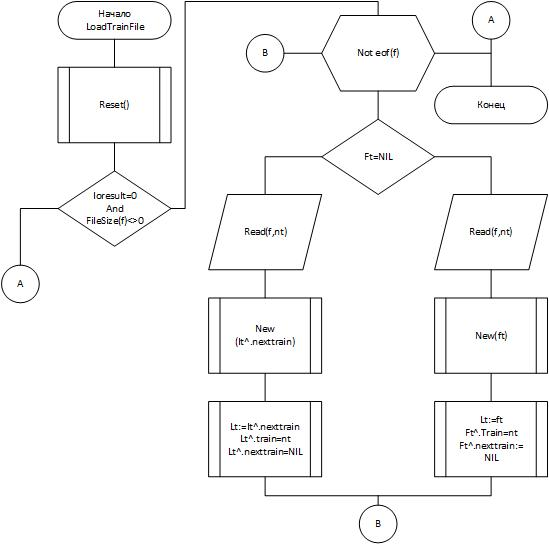 Начало
LoadTrainFile
Reset()
Ioresult=0
And
FileSize(f)<>0
A
B
Not eof(f)
A
Конец
Ft=NIL
Read(f,nt)
New
(lt^.nexttrain)
Lt:=lt^.nexttrain
Lt^.train=nt
Lt^.nexttrain=NIL
Read(f,nt)
New(ft)
Lt:=ft
Ft^.Train=nt
Ft^.nexttrain:=
NIL
B